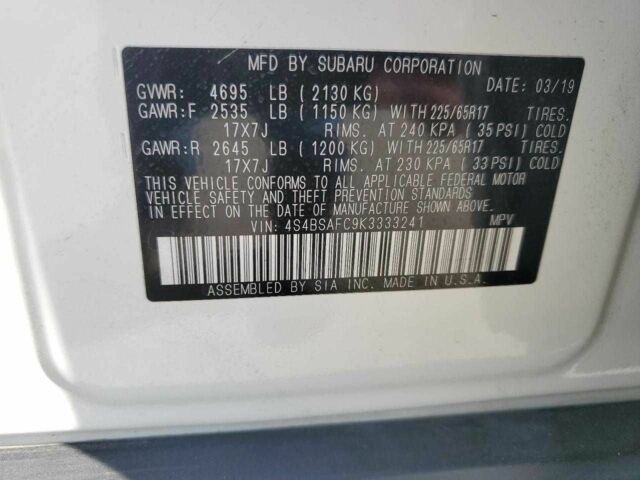 MFD BY SUBARU CORPORATION
GVWR: 4695 LB (2130 KG) DATE: 03/19
GAWR:F 2535 LB (1150 KG) WITH 225/65R17 TIRES.
17X7J RIMS. AT 240 KPA (35 PSI) COLD
GAWR:R 2645 LB (1200 KG) WITH 225/65R17 TIRES.
17X7J RIMS. AT 230 KPA (33 PSI) COLD
THIS VEHICLE CONFORMS TO ALL APPLICABLE FEDERAL MOTOR
VEHICLE SAFETY AND THEFT PREVENTION STANDARDS IN
EFFECT ON THE DATE OF MANUFACTURE SHOWN ABOVE.
VIN: 4S4BSAFC9K3333241 MPV
ASSEMBLED BY SIA INC. MADE IN U.S.A.